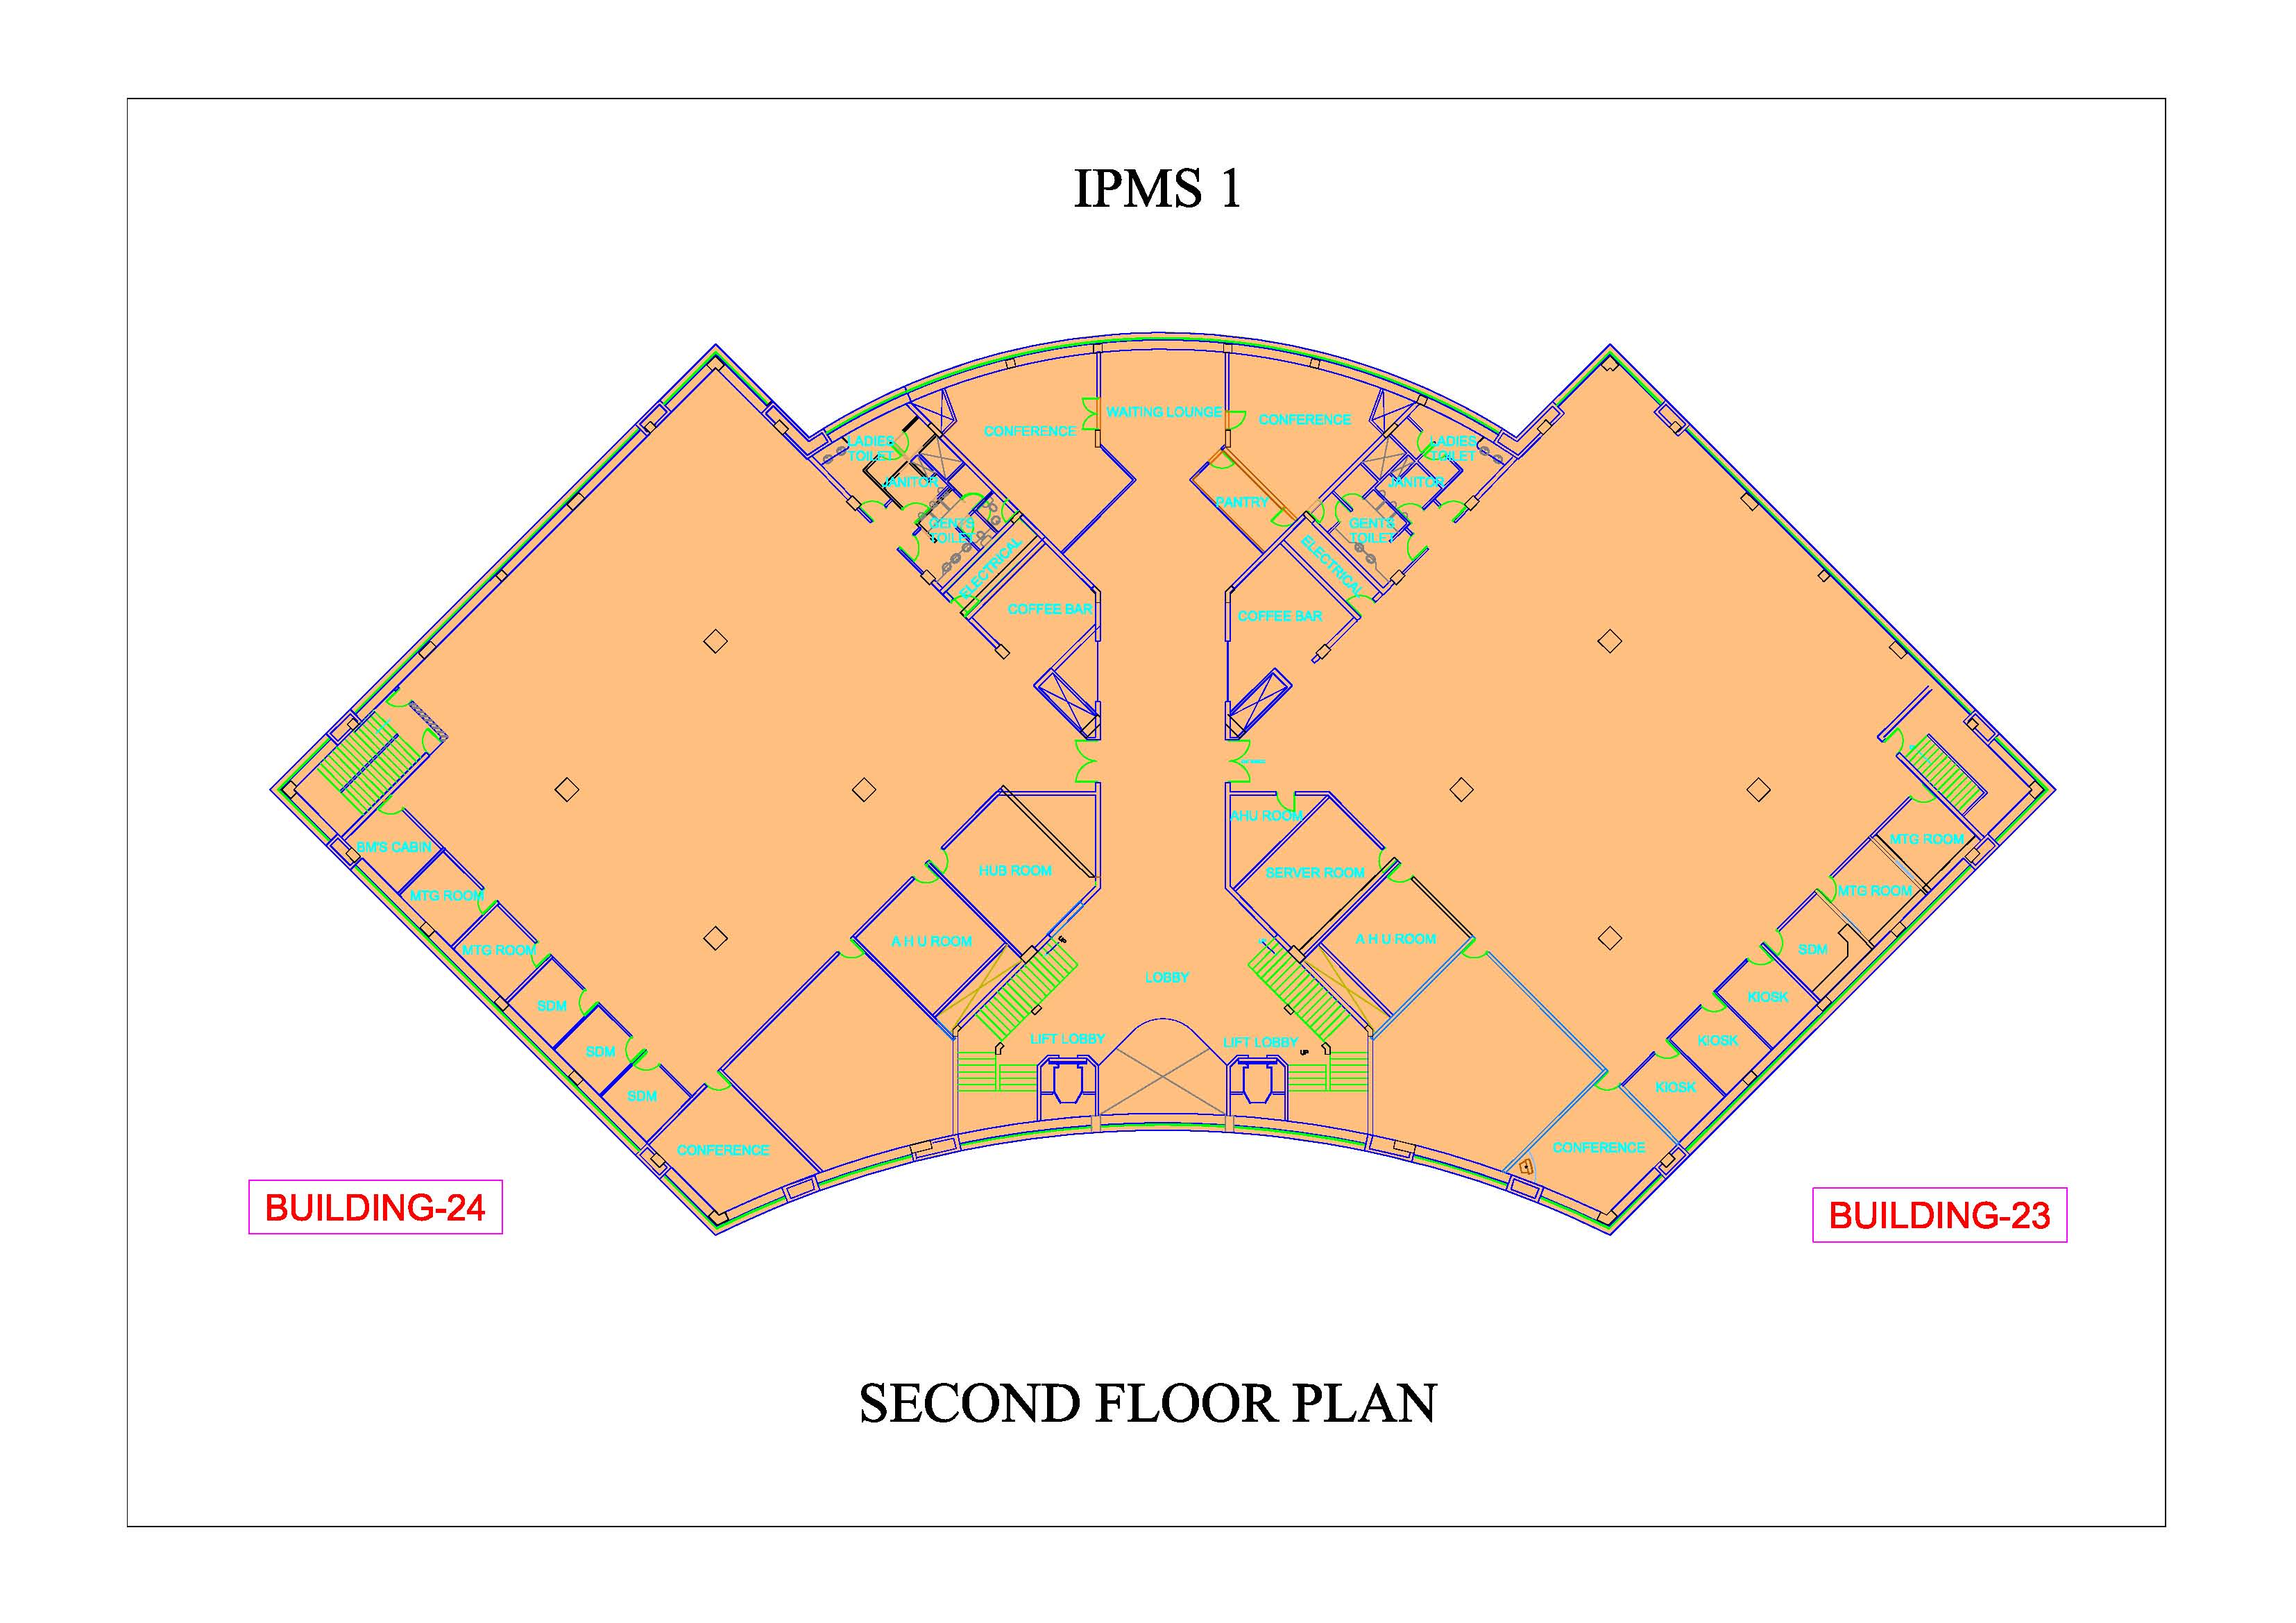 IPMS 1
WAITING LOUNGE
CONFERENCE
CONFERENCE
LADIES
TOILET
LADIES
TOILET
JANITOR
JANITOR
PANTRY
GENTS
TOILET
GENTS
TOILET
ELECTRICAL
ELECTRICAL
COFFEE BAR
COFFEE BAR
AHU ROOM
BM'S CABIN
MTG ROOM
HUB ROOM
SERVER ROOM
MTG ROOM
MTG ROOM
A H U ROOM
A H U ROOM
MTG ROOM
SDM
UP
LOBBY
SDM
KIOSK
SDM
LIFT LOBBY
LIFT LOBBY
UP
KIOSK
SDM
KIOSK
CONFERENCE
CONFERENCE
BUILDING-24
BUILDING-23
SECOND FLOOR PLAN